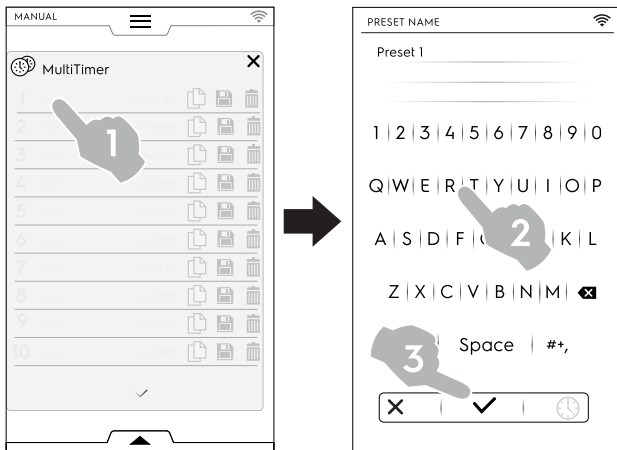 MANUAL
MultiTimer
1
1
2
3
4
5
6
7
8
9
10
PRESET NAME
Preset 1
1 2 3 4 5 6 7 8 9 0
Q W E R T Y U I O P
A S D F 2 K L
Z X C V B N M
3 Space #+,